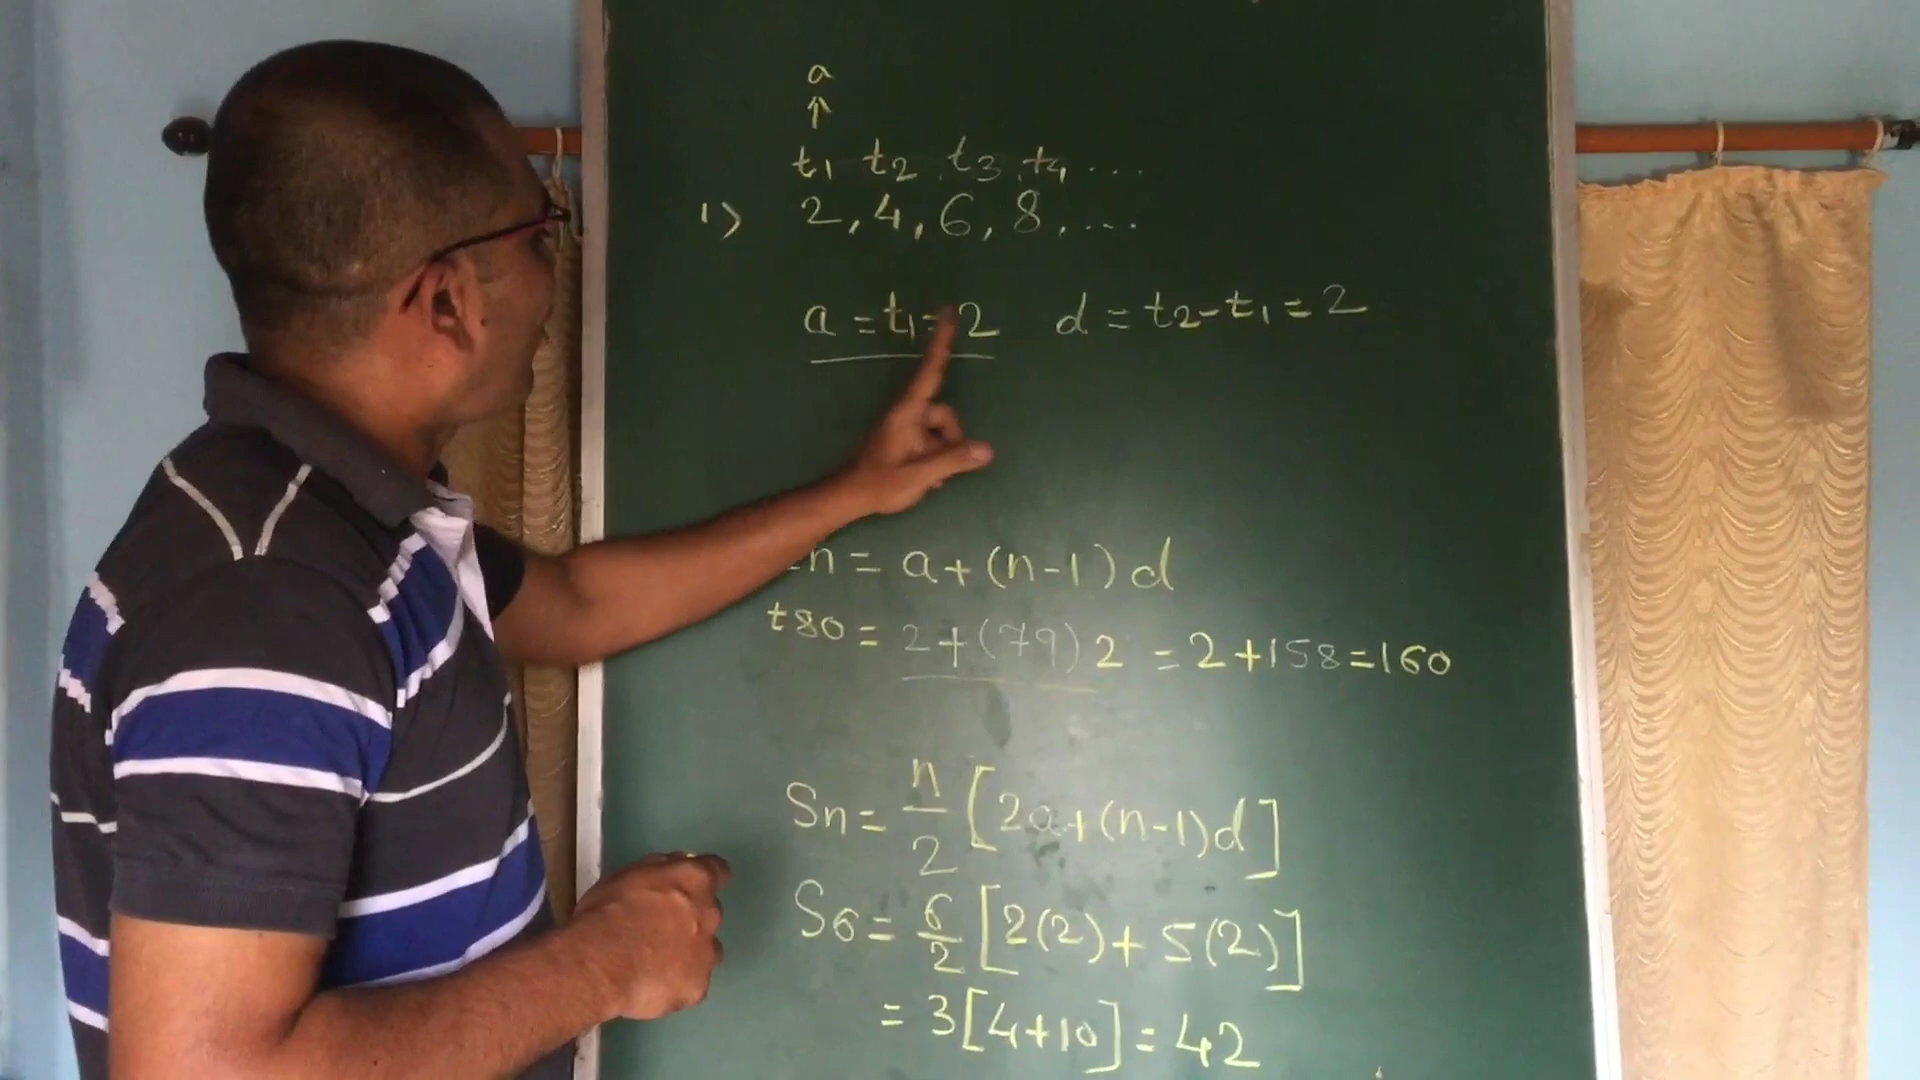 a
↑
t1 t2 t3 t4 ...
1) 2, 4, 6, 8, ...
a = t1 = 2 d = t2 - t1 = 2
n = a + (n-1) d
t80 = 2 + (79) 2 = 2 + 158 = 160
Sn = n/2 [2a + (n-1)d]
S6 = 6/2 [2(2) + 5(2)]
= 3[4+10] = 42